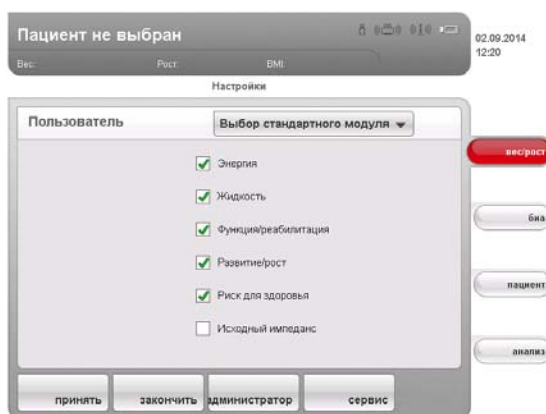 Пациент не выбран
02.09.2014
12:20
Вес: Рост: BMI:
Настройки
Пользователь
Выбор стандартного модуля
Энергия
Жидкость
Функция/реабилитация
Развитие/рост
Риск для здоровья
Исходный импеданс
вес/рост
биа
пациент
анализ
принять
закончить
администратор
сервис